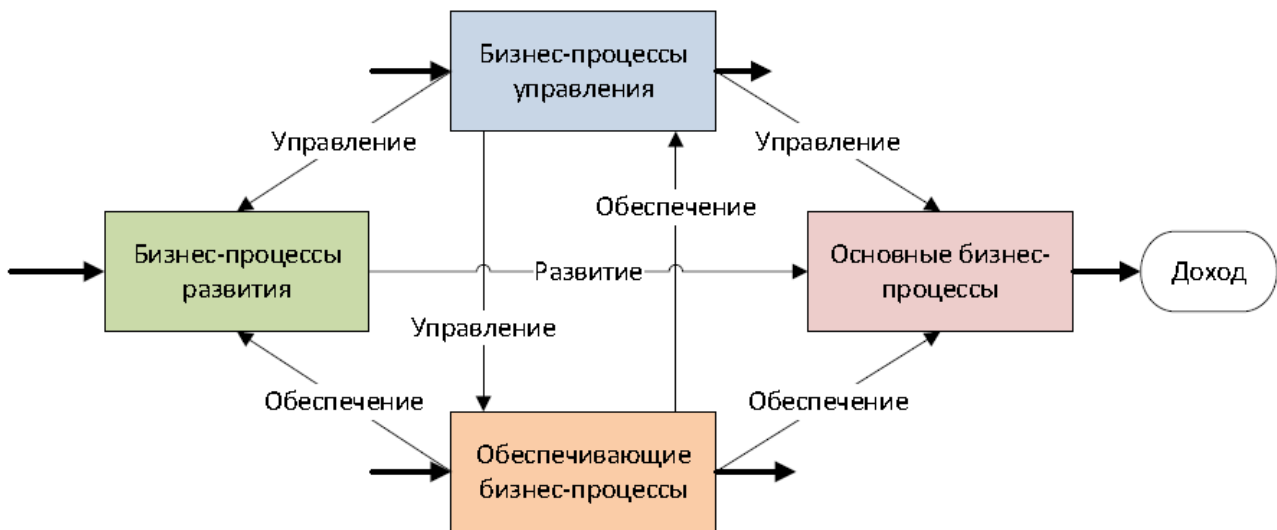 Бизнес-процессы
управления
Управление
Управление
Обеспечение
Бизнес-процессы
развития
Развитие
Основные бизнес-
процессы
Доход
Управление
Обеспечение
Обеспечение
Обеспечивающие
бизнес-процессы